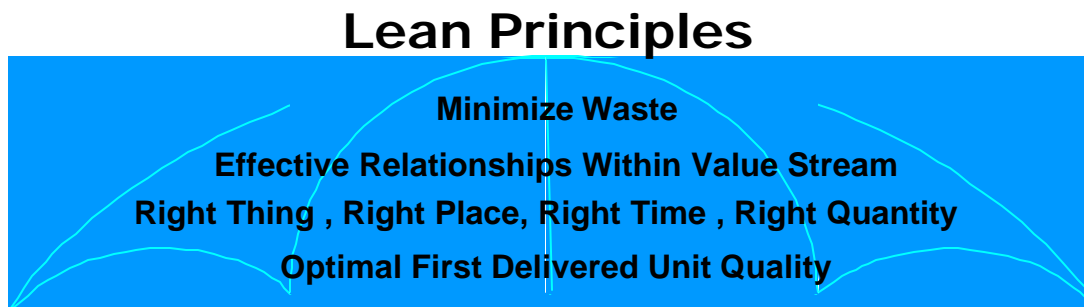 Lean Principles
Minimize Waste
Effective Relationships Within Value Stream
Right Thing , Right Place, Right Time , Right Quantity
Optimal First Delivered Unit Quality